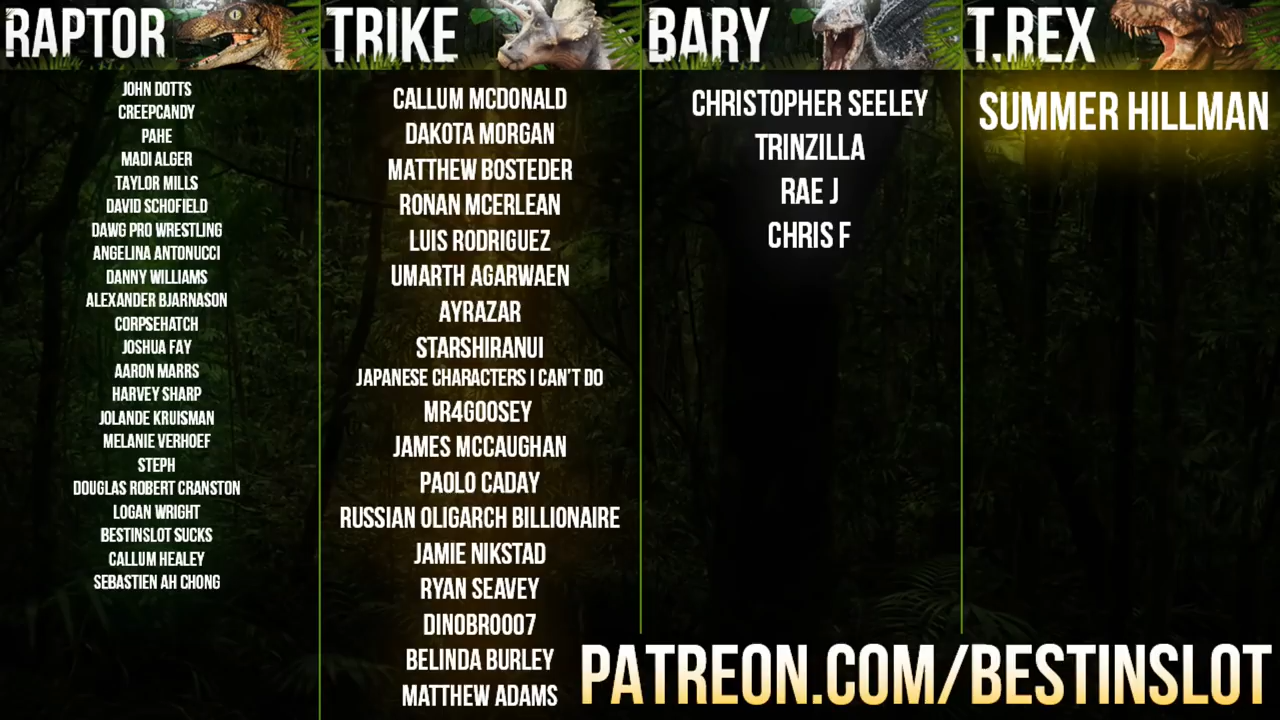 RAPTOR
JOHN DOTTS
CREEPCANDY
PAHE
MADI ALGER
TAYLOR MILLS
DAVID SCHOFIELD
DAWG PRO WRESTLING
ANGELINA ANTONUCCI
DANNY WILLIAMS
ALEXANDER BJARNASON
CORPSEHATCH
JOSHUA FAY
AARON MARRS
HARVEY SHARP
JOLANDE KRUISMAN
MELANIE VERHOEF
STEPH
DOUGLAS ROBERT CRANSTON
LOGAN WRIGHT
BESTINSLOT SUCKS
CALLUM HEALEY
SEBASTIEN AH CHONG
TRIKE
CALLUM MCDONALD
DAKOTA MORGAN
MATTHEW BOSTEDER
RONAN MCERLEAN
LUIS RODRIGUEZ
UMARTH AGARWAEN
AYRAZAR
STARSHIRANUI
JAPANESE CHARACTERS I CAN'T DO
MR4GOOSEY
JAMES MCCAUGHAN
PAOLO CADAY
RUSSIAN OLIGARCH BILLIONAIRE
JAMIE NIKSTAD
RYAN SEAVEY
DINOBRO007
BELINDA BURLEY
MATTHEW ADAMS
BARY
CHRISTOPHER SEELEY
TRINZILLA
RAE J
CHRIS F
T.REX
SUMMER HILLMAN
PATREON.COM/BESTINSLOT